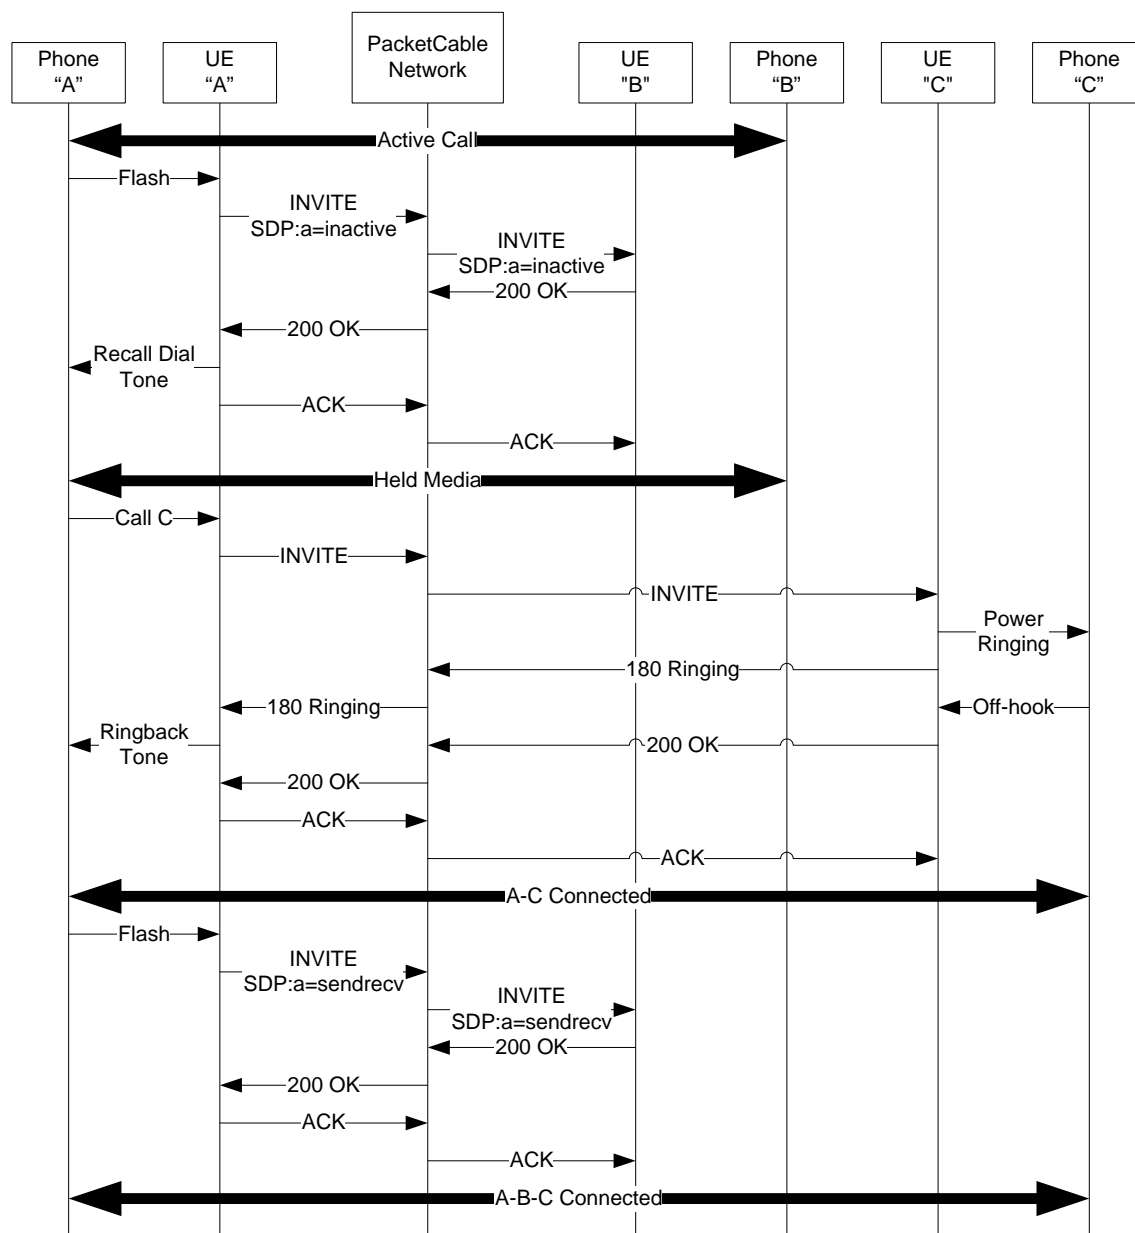 Phone
“A”
UE
“A”
PacketCable
Network
UE
"B"
Phone
“B”
UE
"C"
Phone
“C”
Active Call
Flash
INVITE
SDP:a=inactive
INVITE
SDP:a=inactive
200 OK
200 OK
Recall Dial
Tone
ACK
ACK
Held Media
Call C
INVITE
INVITE
Power
Ringing
180 Ringing
180 Ringing
Off-hook
Ringback
Tone
200 OK
200 OK
ACK
ACK
A-C Connected
Flash
INVITE
SDP:a=sendrecv
INVITE
SDP:a=sendrecv
200 OK
200 OK
ACK
ACK
A-B-C Connected